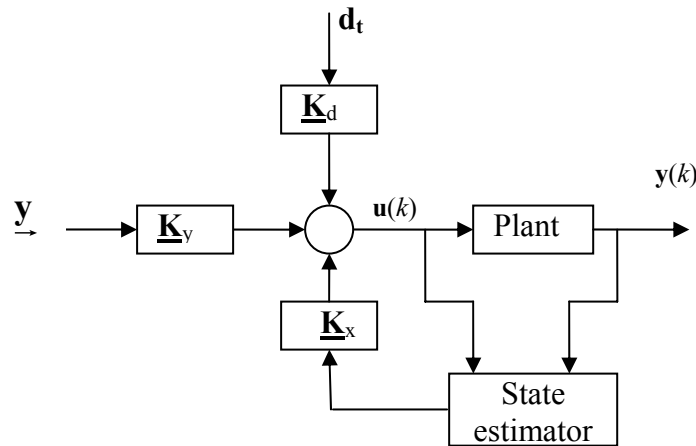 d_t
K_d
y(k)
y
u(k)
K_y
Plant
K_x
State
estimator